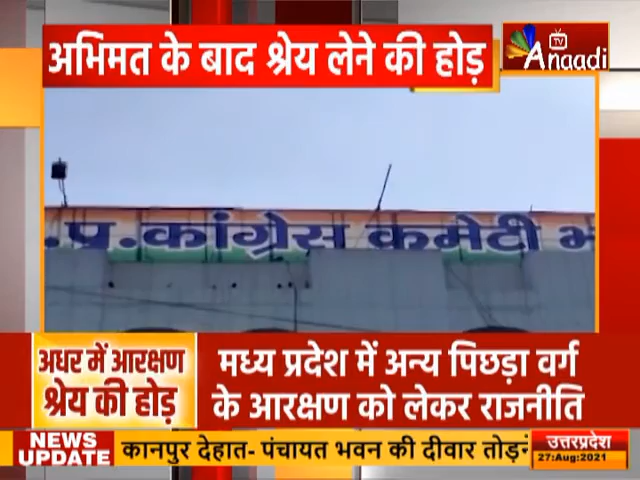 अभिमत के बाद श्रेय लेने की होड़
TV
Anaadi
.प्र.कांग्रेस कमेटी
अधर में आरक्षण
श्रेय की होड़
मध्य प्रदेश में अन्य पिछड़ा वर्ग
के आरक्षण को लेकर राजनीति
NEWS
UPDATE
कानपुर देहात- पंचायत भवन की दीवार तोड़ने
उत्तरप्रदेश
27:Aug:2021